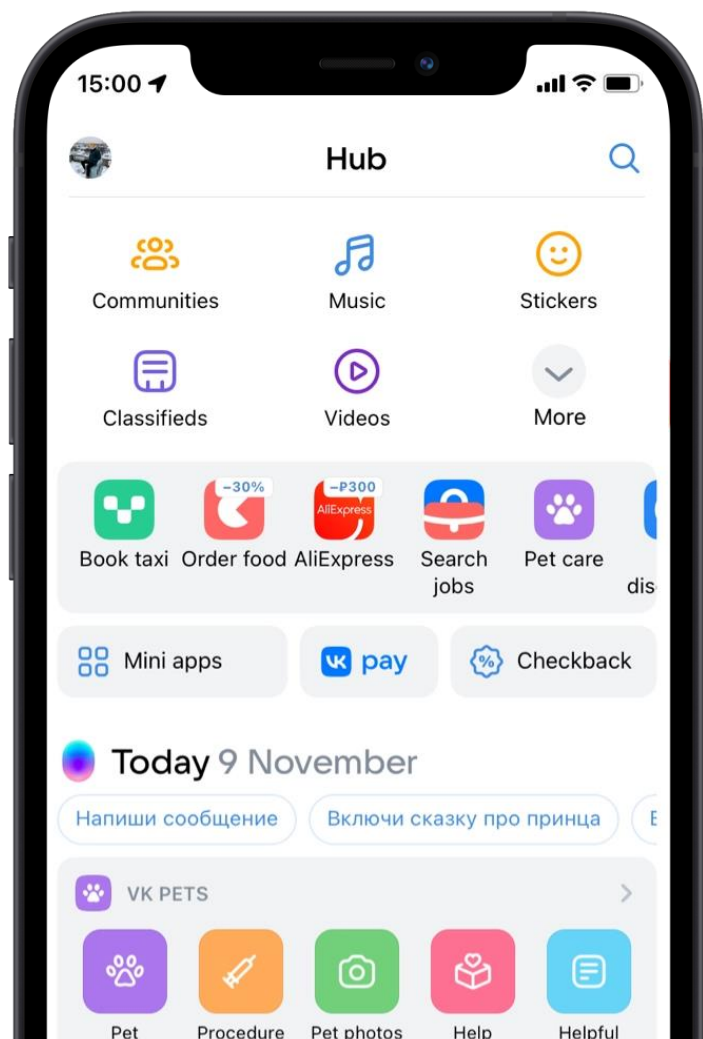 15:00
Hub
Communities
Music
Stickers
Classifieds
Videos
More
-30%
-₽300
AliExpress
Book taxi
Order food
AliExpress
Search
jobs
Pet care
dis
Mini apps
VK pay
% Checkback
Today 9 November
Напиши сообщение
Включи сказку про принца
VK PETS
Pet
Procedure
Pet photos
Help
Helpful